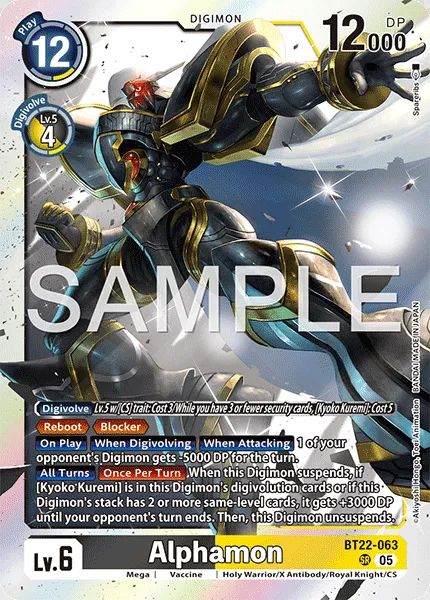 DIGIMON
Play
12
DP
12000
Digivolve
Lv.5
4
Spareribs
SAMPLE
©Akiyoshi Hongo, Toei Animation BANDAI MADE IN JAPAN
Digivolve Lv.5 w/ [CS] trait: Cost 3/While you have 3 or fewer security cards, [Kyoko Kuremi]: Cost 5
Reboot Blocker
On Play When Digivolving When Attacking 1 of your
opponent's Digimon gets -5000 DP for the turn.
All Turns Once Per Turn When this Digimon suspends, if
[Kyoko Kuremi] is in this Digimon's digivolution cards or if this
Digimon's stack has 2 or more same-level cards, it gets +3000 DP
until your opponent's turn ends. Then, this Digimon unsuspends.
Lv.6
Alphamon
BT22-063
SR 05
Mega | Vaccine | Holy Warrior/X Antibody/Royal Knight/CS